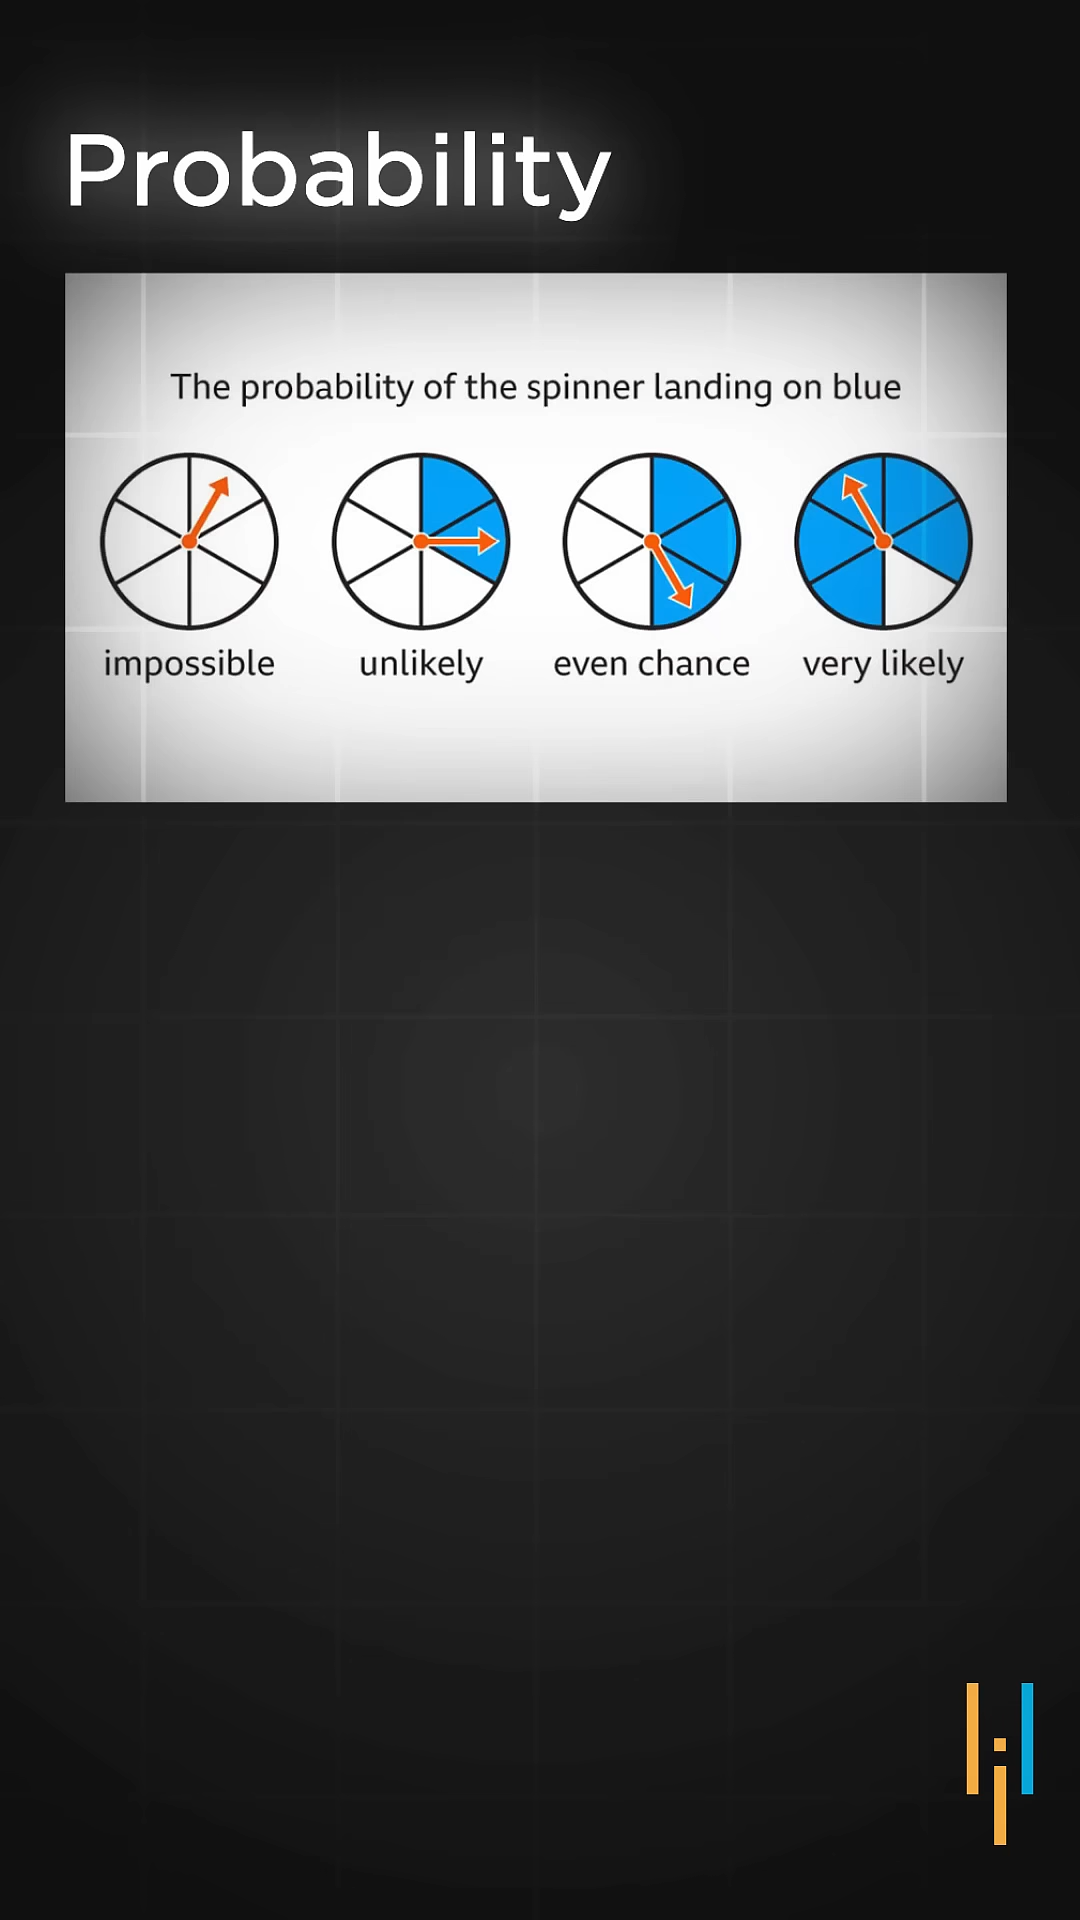 Probability
The probability of the spinner landing on blue
impossible
unlikely
even chance
very likely